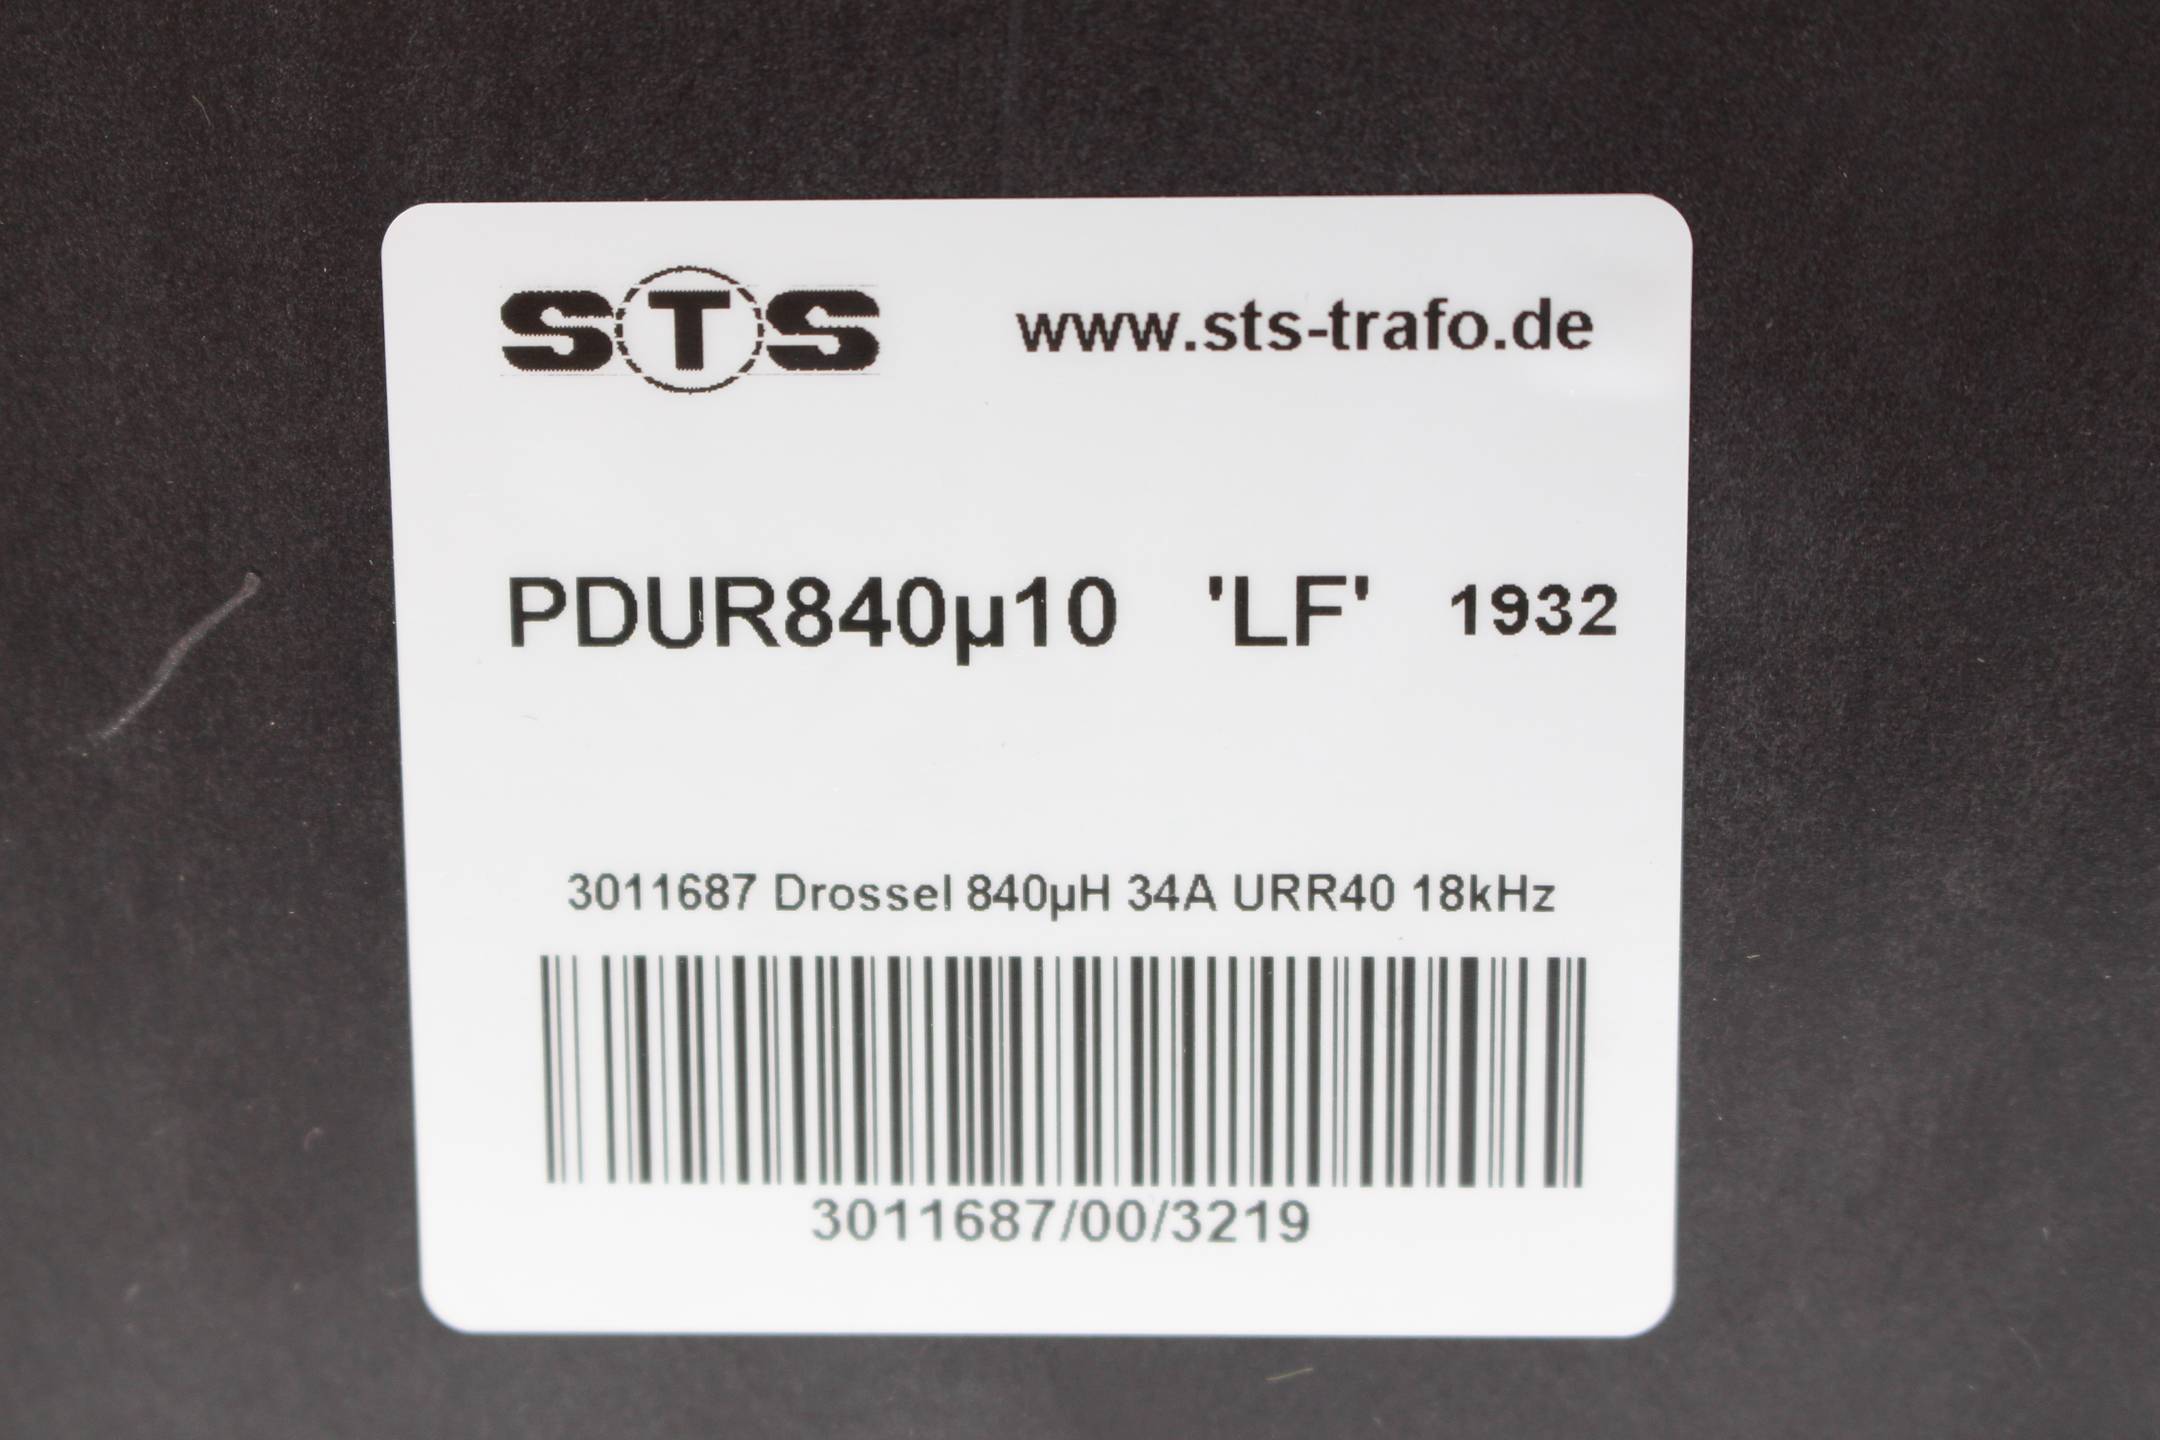 STS www.sts-trafo.de
PDUR840µ10 'LF' 1932
3011687 Drossel 840µH 34A URR40 18kHz
3011687/00/3219